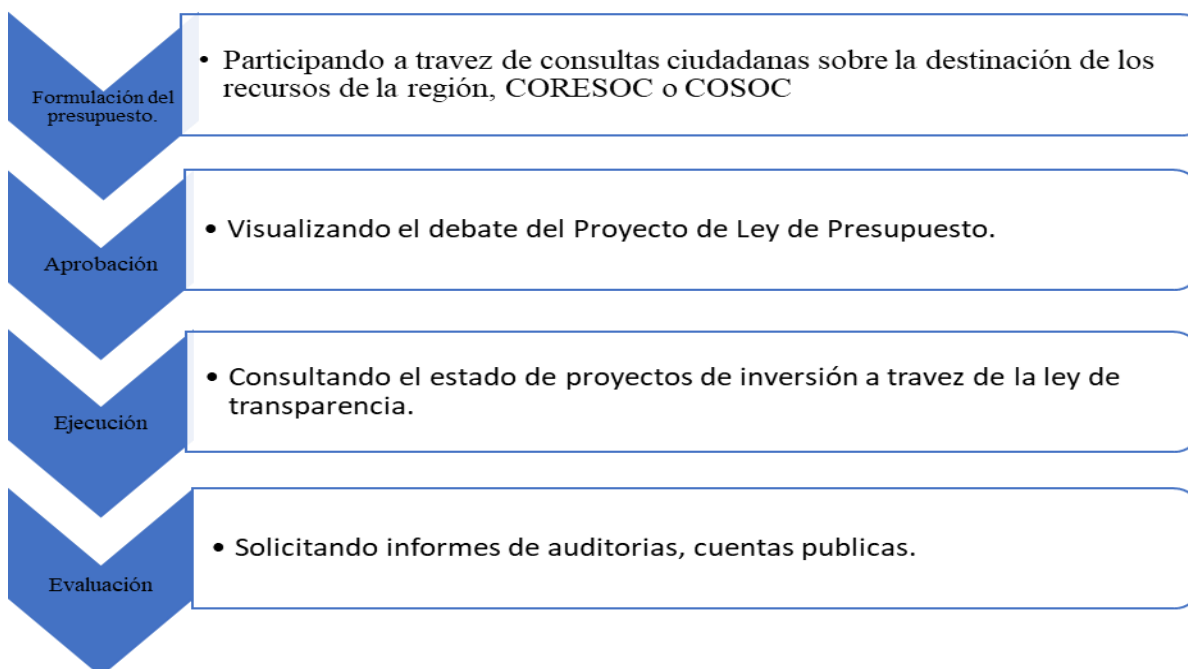 Formulación del
presupuesto.
• Participando a travez de consultas ciudadanas sobre la destinación de los
recursos de la región, CORESOC o COSOC
Aprobación
• Visualizando el debate del Proyecto de Ley de Presupuesto.
Ejecución
• Consultando el estado de proyectos de inversión a travez de la ley de
transparencia.
Evaluación
• Solicitando informes de auditorias, cuentas publicas.